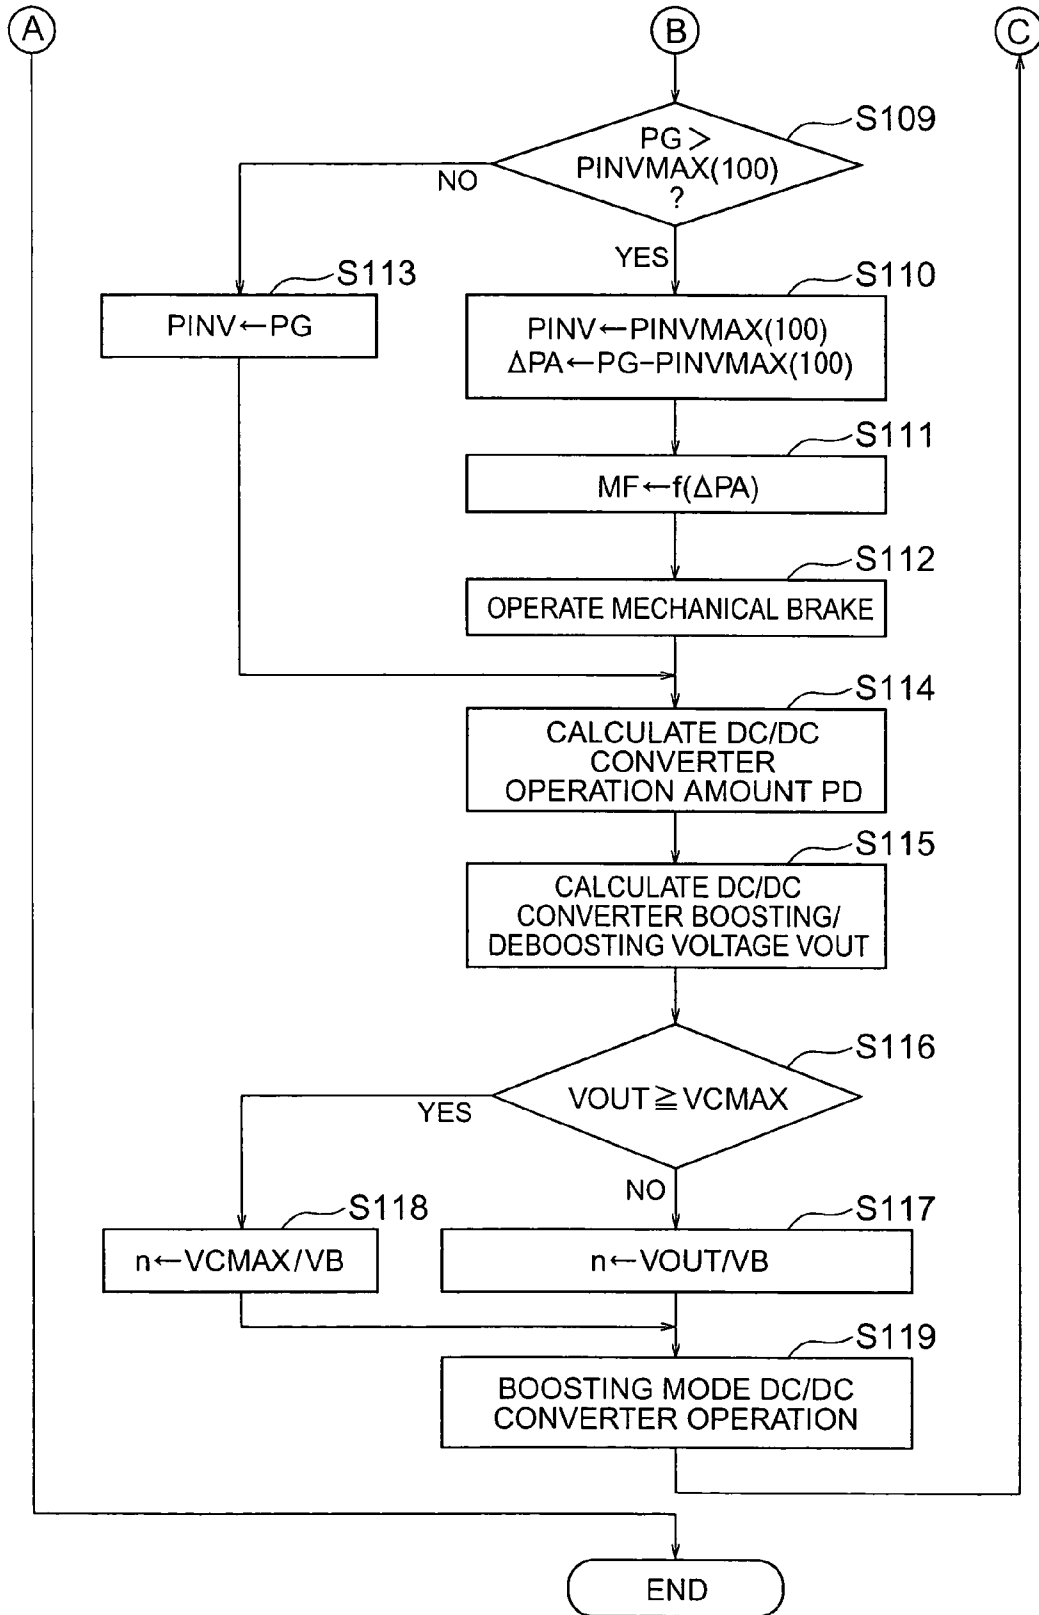 A
B
C
S109
PG >
PINVMAX(100)
?
NO
YES
S113
PINV←PG
S110
PINV←PINVMAX(100)
ΔPA←PG-PINVMAX(100)
S111
MF←f(ΔPA)
S112
OPERATE MECHANICAL BRAKE
S114
CALCULATE DC/DC
CONVERTER
OPERATION AMOUNT PD
S115
CALCULATE DC/DC
CONVERTER BOOSTING/
DEBOOSTING VOLTAGE VOUT
S116
VOUT ≧ VCMAX
YES
NO
S118
n←VCMAX/VB
S117
n←VOUT/VB
S119
BOOSTING MODE DC/DC
CONVERTER OPERATION
END